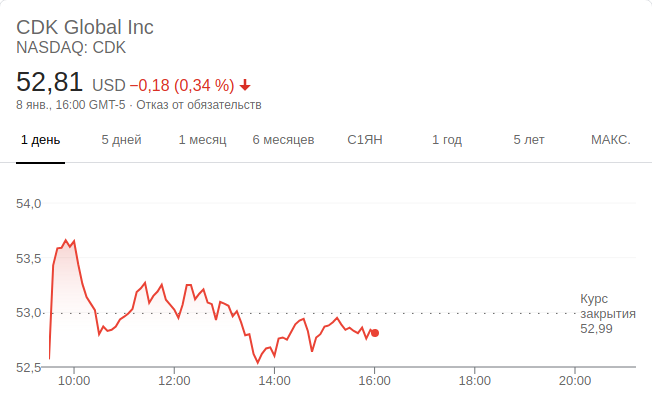 CDK Global Inc
NASDAQ: CDK
52,81 USD −0,18 (0,34 %)
8 янв., 16:00 GMT-5 · Отказ от обязательств
1 день 5 дней 1 месяц 6 месяцев С1ЯН 1 год 5 лет МАКС.
54,0
53,5
53,0
52,5
Курс
закрытия
52,99
10:00 12:00 14:00 16:00 18:00 20:00